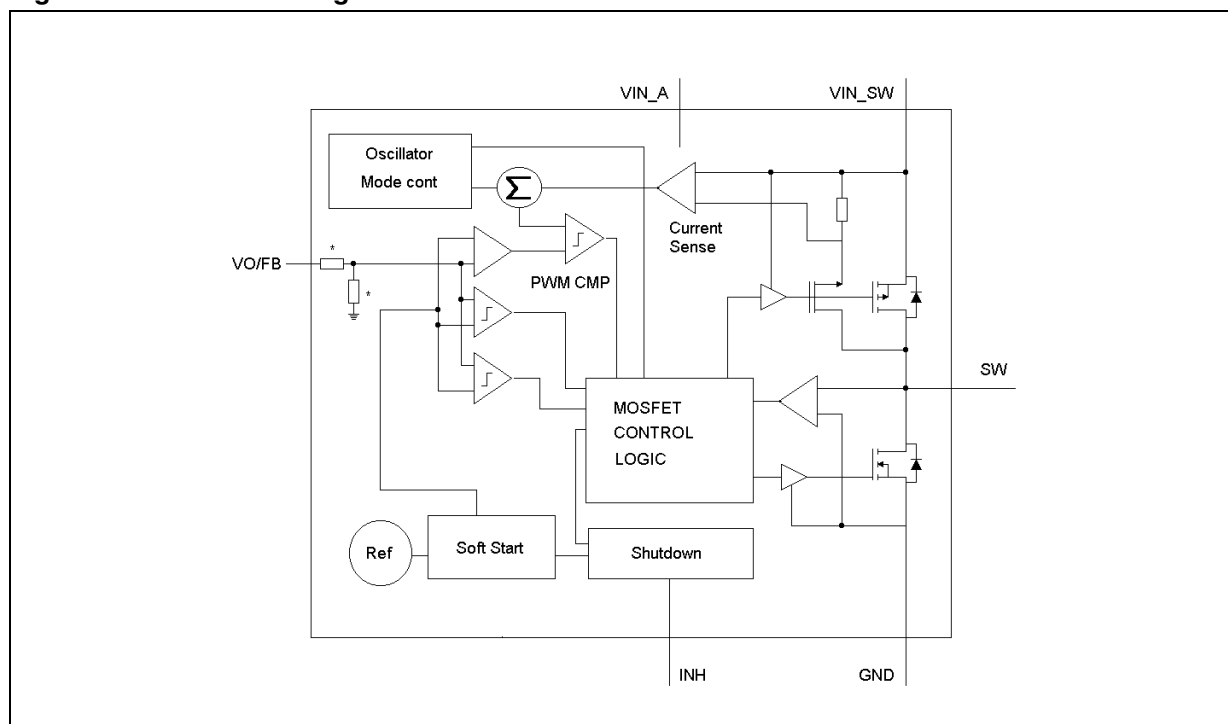 VIN_A
VIN_SW
Oscillator
Mode cont
Σ
Current
Sense
*
VO/FB
*
PWM CMP
SW
MOSFET
CONTROL
LOGIC
Ref
Soft Start
Shutdown
INH
GND